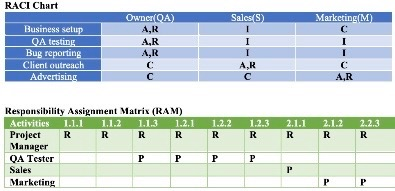 RACI Chart
Owner(QA) Sales(S) Marketing(M)
Business setup A,R I C
QA testing A,R I I
Bug reporting A,R I I
Client outreach C A,R C
Advertising C C A,R
Responsibility Assignment Matrix (RAM)
Activities 1.1.1 1.1.2 1.1.3 1.2.1 1.2.2 1.2.3 2.1.1 2.1.2 2.2.3
Project R R R R R R R R R
Manager
QA Tester P P P P
Sales P
Marketing P P